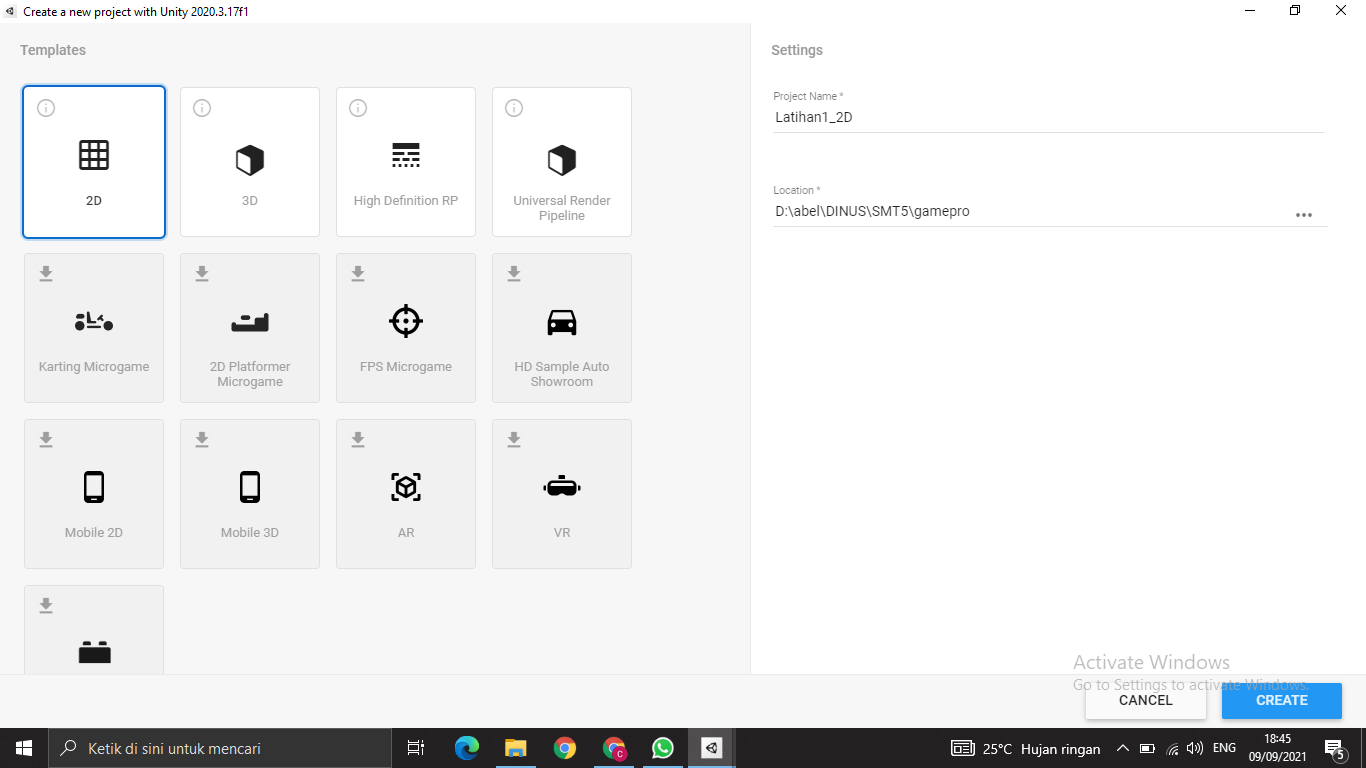 Create a new project with Unity 2020.3.17f1
Templates
2D
3D
High Definition RP
Universal Render
Pipeline
Karting Microgame
2D Platformer
Microgame
FPS Microgame
HD Sample Auto
Showroom
Mobile 2D
Mobile 3D
AR
VR
Settings
Project Name *
Latihan1_2D
Location *
D:\abel\DINUS\SMT5\gamepro
Activate Windows
Go to Settings to activate Windows.
CANCEL
CREATE
Ketik di sini untuk mencari
25°C Hujan ringan
ENG
18:45
09/09/2021
5